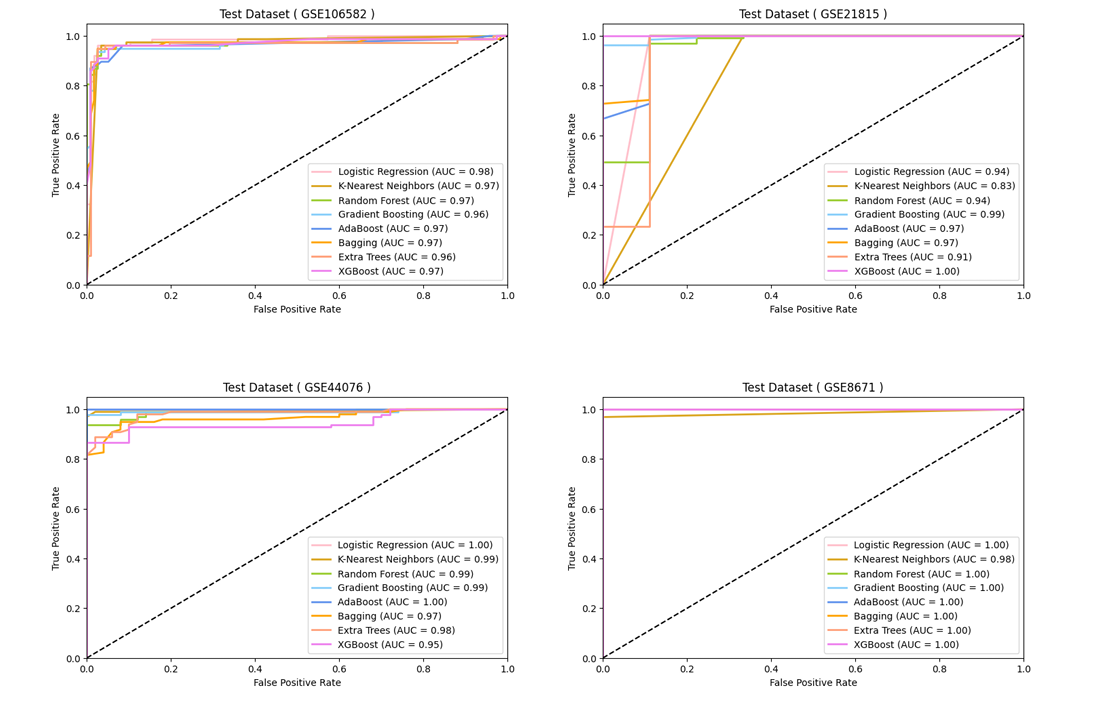 Test Dataset ( GSE106582 )
True Positive Rate
1.0
0.8
0.6
0.4
0.2
0.0
Logistic Regression (AUC = 0.98)
K-Nearest Neighbors (AUC = 0.97)
Random Forest (AUC = 0.97)
Gradient Boosting (AUC = 0.96)
AdaBoost (AUC = 0.97)
Bagging (AUC = 0.97)
Extra Trees (AUC = 0.96)
XGBoost (AUC = 0.97)
0.0 0.2 0.4 0.6 0.8 1.0
False Positive Rate
Test Dataset ( GSE21815 )
True Positive Rate
1.0
0.8
0.6
0.4
0.2
0.0
Logistic Regression (AUC = 0.94)
K-Nearest Neighbors (AUC = 0.83)
Random Forest (AUC = 0.94)
Gradient Boosting (AUC = 0.99)
AdaBoost (AUC = 0.97)
Bagging (AUC = 0.97)
Extra Trees (AUC = 0.91)
XGBoost (AUC = 1.00)
0.0 0.2 0.4 0.6 0.8 1.0
False Positive Rate
Test Dataset ( GSE44076 )
True Positive Rate
1.0
0.8
0.6
0.4
0.2
0.0
Logistic Regression (AUC = 1.00)
K-Nearest Neighbors (AUC = 0.99)
Random Forest (AUC = 0.99)
Gradient Boosting (AUC = 0.99)
AdaBoost (AUC = 1.00)
Bagging (AUC = 0.97)
Extra Trees (AUC = 0.98)
XGBoost (AUC = 0.95)
0.0 0.2 0.4 0.6 0.8 1.0
False Positive Rate
Test Dataset ( GSE8671 )
True Positive Rate
1.0
0.8
0.6
0.4
0.2
0.0
Logistic Regression (AUC = 1.00)
K-Nearest Neighbors (AUC = 0.98)
Random Forest (AUC = 1.00)
Gradient Boosting (AUC = 1.00)
AdaBoost (AUC = 1.00)
Bagging (AUC = 1.00)
Extra Trees (AUC = 1.00)
XGBoost (AUC = 1.00)
0.0 0.2 0.4 0.6 0.8 1.0
False Positive Rate